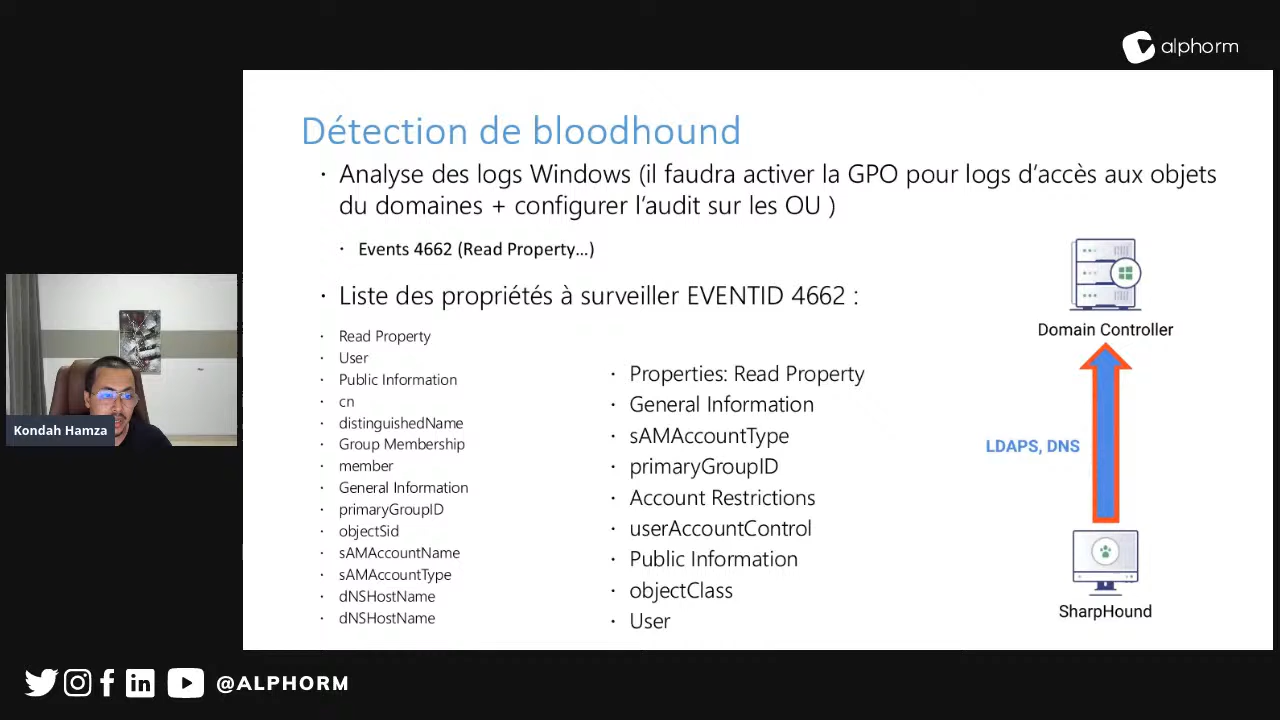 alphorm
Détection de bloodhound
· Analyse des logs Windows (il faudra activer la GPO pour logs d'accès aux objets
du domaines + configurer l'audit sur les OU )
· Events 4662 (Read Property…)
· Liste des propriétés à surveiller EVENTID 4662 :
· Read Property
· User
· Public Information
· cn
· distinguishedName
· Group Membership
· member
· General Information
· primaryGroupID
· objectSid
· sAMAccountName
· sAMAccountType
· dNSHostName
· dNSHostName
· Properties: Read Property
· General Information
· sAMAccountType
· primaryGroupID
· Account Restrictions
· userAccountControl
· Public Information
· objectClass
· User
Domain Controller
LDAPS, DNS
SharpHound
Kondah Hamza
@ALPHORM